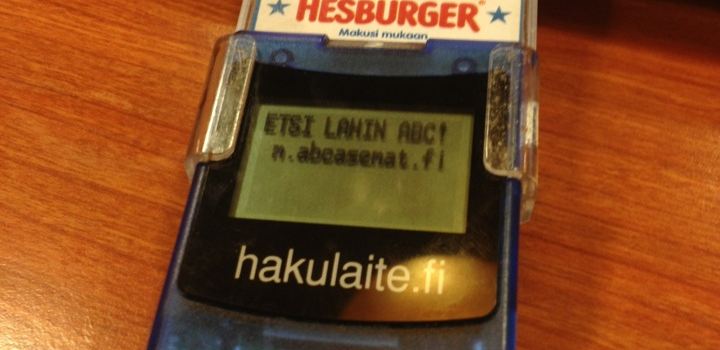 HESBURGER®
Makusi mukaan
ETSI LÄHIN ABC!
m.abcasemat.fi
hakulaite.fi